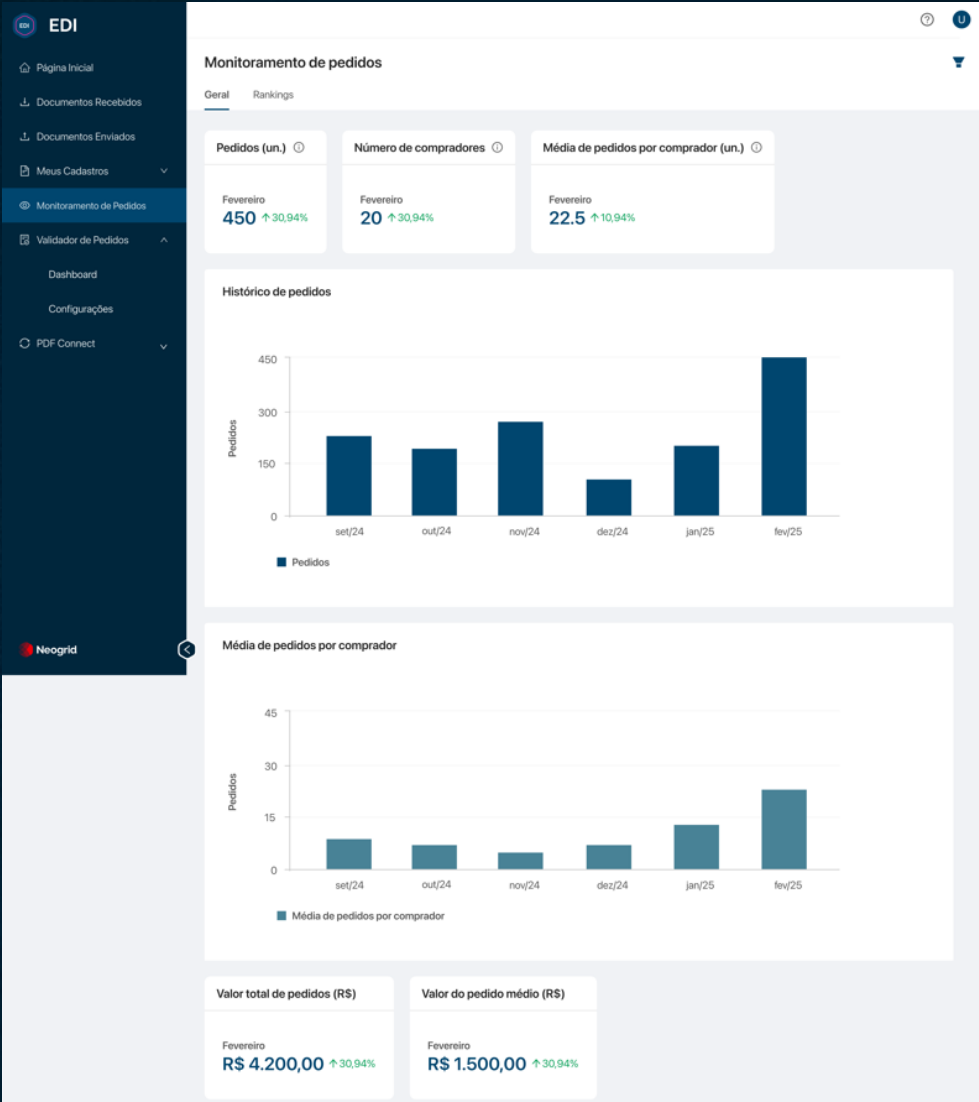 EDI
EDI
Página Inicial
Documentos Recebidos
Documentos Enviados
Meus Cadastros
Monitoramento de Pedidos
Validador de Pedidos
Dashboard
Configurações
PDF Connect
Neogrid
U
Monitoramento de pedidos
Geral Rankings
Pedidos (un.)
Fevereiro
450 30,94%
Número de compradores
Fevereiro
20 30,94%
Média de pedidos por comprador (un.)
Fevereiro
22.5 10,94%
Histórico de pedidos
Pedidos
450
300
150
0
set/24 out/24 nov/24 dez/24 jan/25 fev/25
Pedidos
Média de pedidos por comprador
Pedidos
45
30
15
0
set/24 out/24 nov/24 dez/24 jan/25 fev/25
Média de pedidos por comprador
Valor total de pedidos (R$)
Fevereiro
R$ 4.200,00 30,94%
Valor do pedido médio (R$)
Fevereiro
R$ 1.500,00 30,94%